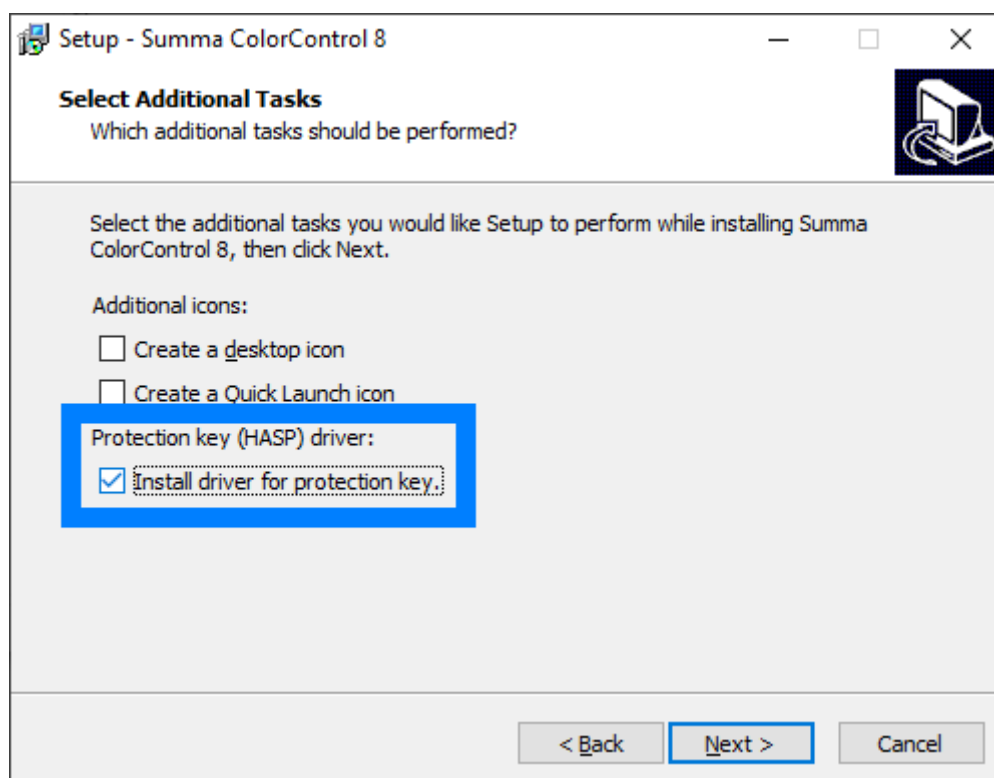 Setup - Summa ColorControl 8
Select Additional Tasks
Which additional tasks should be performed?
Select the additional tasks you would like Setup to perform while installing Summa
ColorControl 8, then click Next.
Additional icons:
Create a desktop icon
Create a Quick Launch icon
Protection key (HASP) driver:
Install driver for protection key.
< Back Next > Cancel